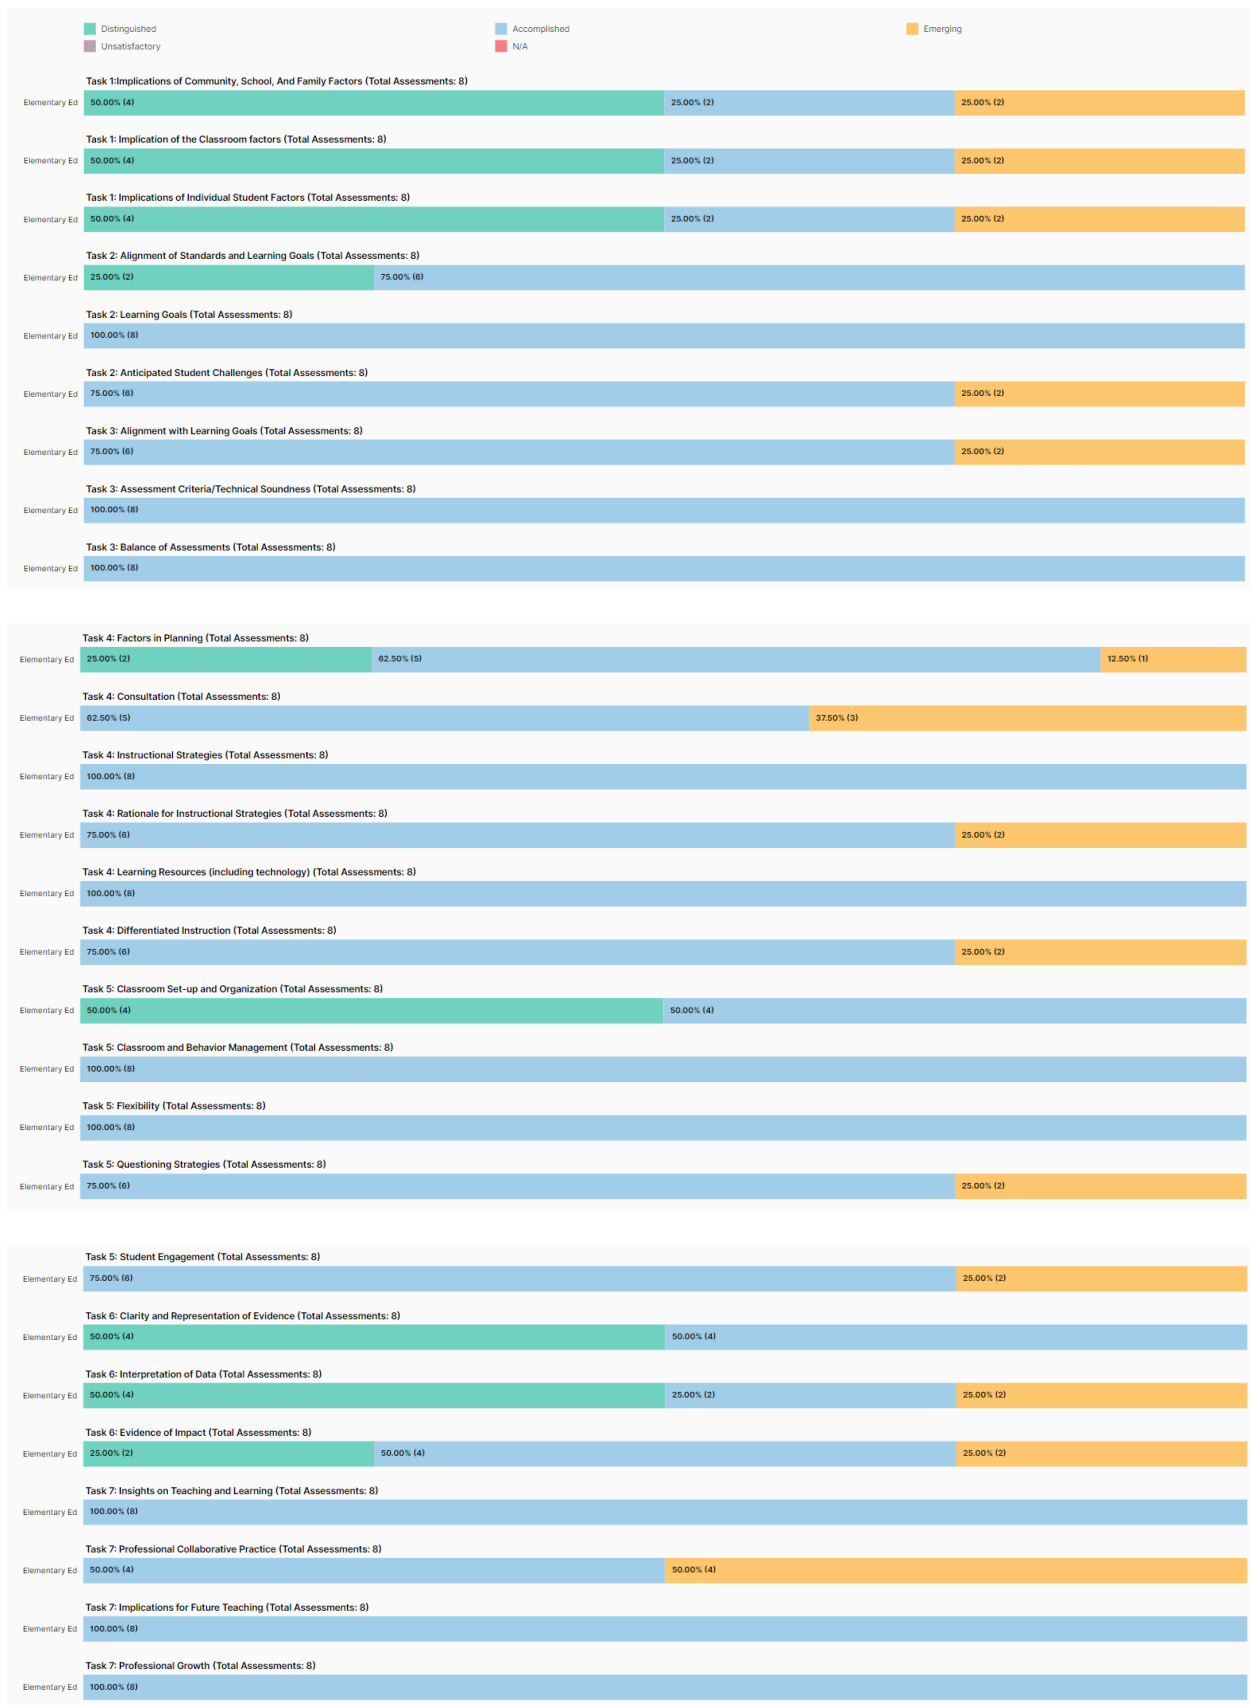 Distinguished Accomplished Emerging
Unsatisfactory N/A
Task 1:Implications of Community, School, And Family Factors (Total Assessments: 8)
Elementary Ed 50.00% (4) 25.00% (2) 25.00% (2)
Task 1: Implication of the Classroom factors (Total Assessments: 8)
Elementary Ed 50.00% (4) 25.00% (2) 25.00% (2)
Task 1: Implications of Individual Student Factors (Total Assessments: 8)
Elementary Ed 50.00% (4) 25.00% (2) 25.00% (2)
Task 2: Alignment of Standards and Learning Goals (Total Assessments: 8)
Elementary Ed 25.00% (2) 75.00% (6)
Task 2: Learning Goals (Total Assessments: 8)
Elementary Ed 100.00% (8)
Task 2: Anticipated Student Challenges (Total Assessments: 8)
Elementary Ed 75.00% (6) 25.00% (2)
Task 3: Alignment with Learning Goals (Total Assessments: 8)
Elementary Ed 75.00% (6) 25.00% (2)
Task 3: Assessment Criteria/Technical Soundness (Total Assessments: 8)
Elementary Ed 100.00% (8)
Task 3: Balance of Assessments (Total Assessments: 8)
Elementary Ed 100.00% (8)
Task 4: Factors in Planning (Total Assessments: 8)
Elementary Ed 25.00% (2) 62.50% (5) 12.50% (1)
Task 4: Consultation (Total Assessments: 8)
Elementary Ed 62.50% (5) 37.50% (3)
Task 4: Instructional Strategies (Total Assessments: 8)
Elementary Ed 100.00% (8)
Task 4: Rationale for Instructional Strategies (Total Assessments: 8)
Elementary Ed 75.00% (6) 25.00% (2)
Task 4: Learning Resources (including technology) (Total Assessments: 8)
Elementary Ed 100.00% (8)
Task 4: Differentiated Instruction (Total Assessments: 8)
Elementary Ed 75.00% (6) 25.00% (2)
Task 5: Classroom Set-up and Organization (Total Assessments: 8)
Elementary Ed 50.00% (4) 50.00% (4)
Task 5: Classroom and Behavior Management (Total Assessments: 8)
Elementary Ed 100.00% (8)
Task 5: Flexibility (Total Assessments: 8)
Elementary Ed 100.00% (8)
Task 5: Questioning Strategies (Total Assessments: 8)
Elementary Ed 75.00% (6) 25.00% (2)
Task 5: Student Engagement (Total Assessments: 8)
Elementary Ed 75.00% (6) 25.00% (2)
Task 6: Clarity and Representation of Evidence (Total Assessments: 8)
Elementary Ed 50.00% (4) 50.00% (4)
Task 6: Interpretation of Data (Total Assessments: 8)
Elementary Ed 50.00% (4) 25.00% (2) 25.00% (2)
Task 6: Evidence of Impact (Total Assessments: 8)
Elementary Ed 25.00% (2) 50.00% (4) 25.00% (2)
Task 7: Insights on Teaching and Learning (Total Assessments: 8)
Elementary Ed 100.00% (8)
Task 7: Professional Collaborative Practice (Total Assessments: 8)
Elementary Ed 50.00% (4) 50.00% (4)
Task 7: Implications for Future Teaching (Total Assessments: 8)
Elementary Ed 100.00% (8)
Task 7: Professional Growth (Total Assessments: 8)
Elementary Ed 100.00% (8)